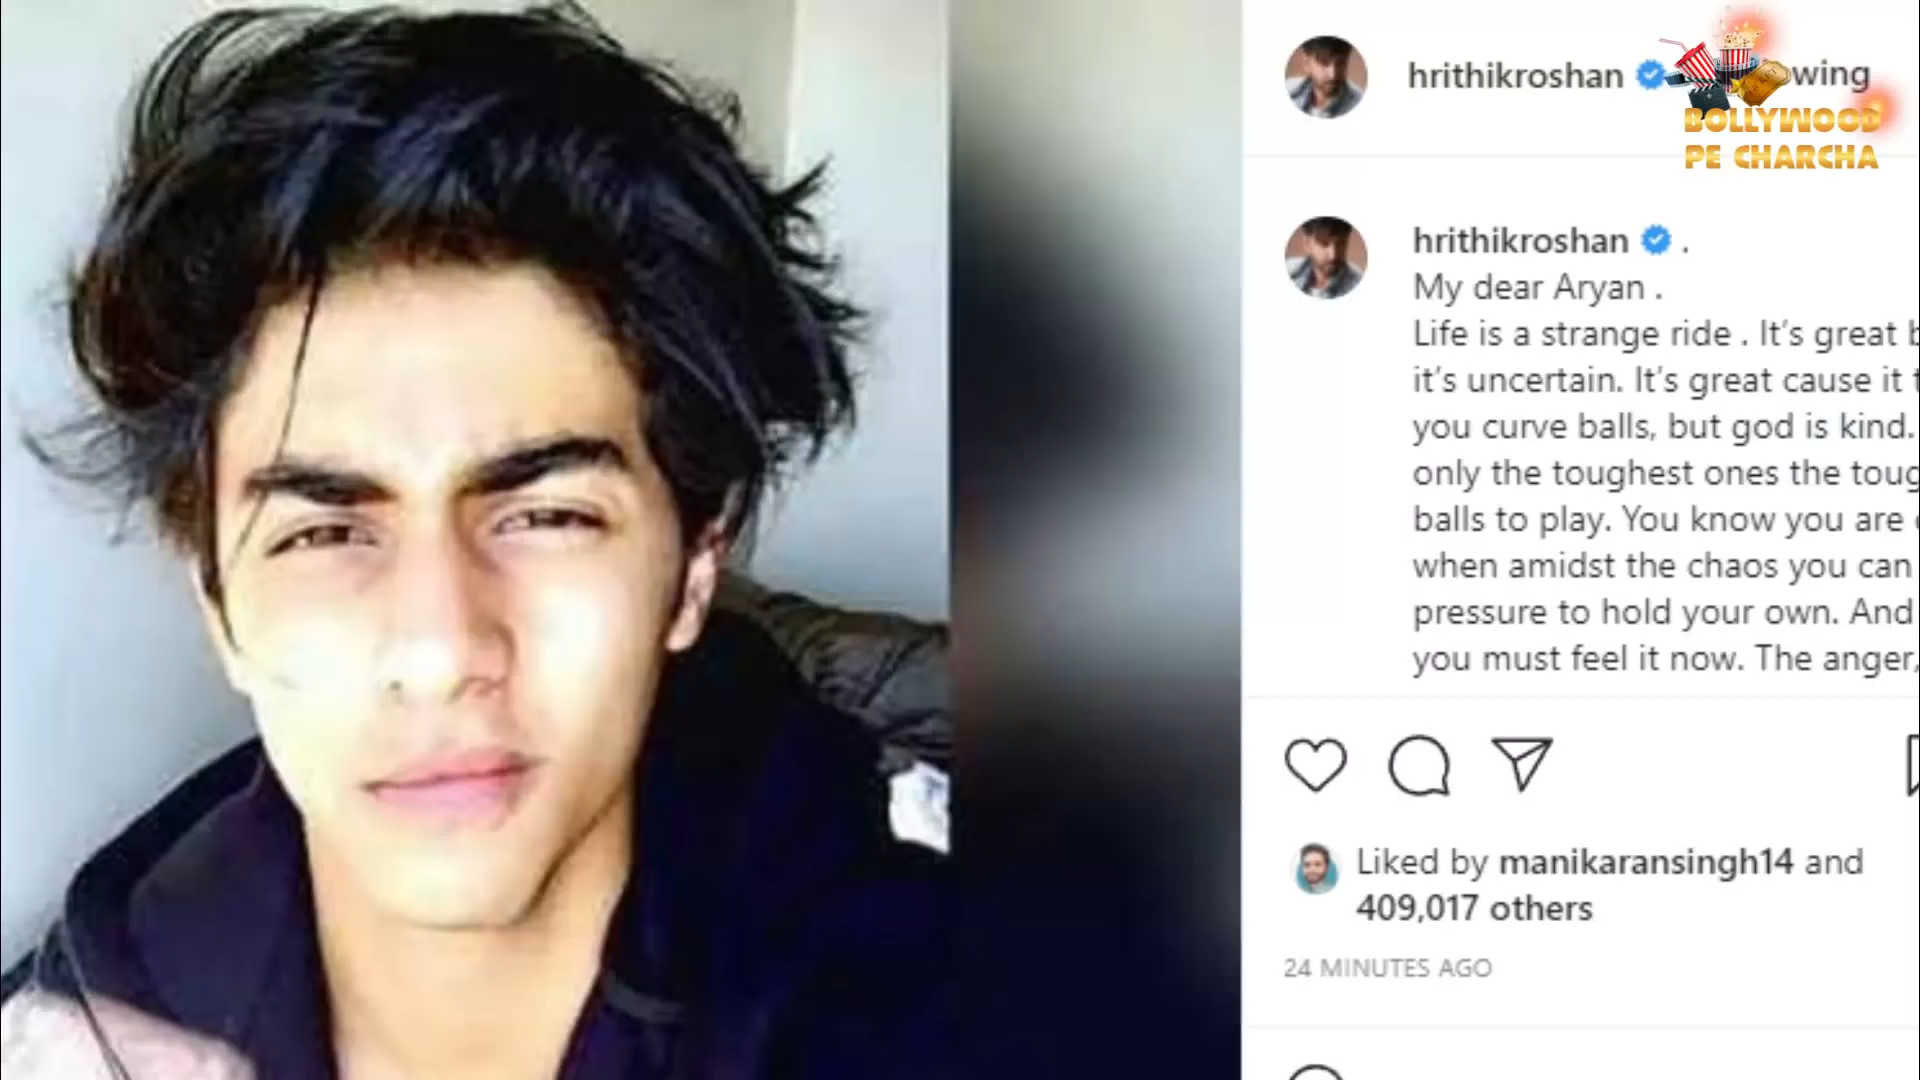 hrithikroshan
wing
BOLLYWOOD
PE CHARCHA
hrithikroshan .
My dear Aryan .
Life is a strange ride . It’s great
it’s uncertain. It’s great cause it
you curve balls, but god is kind.
only the toughest ones the
balls to play. You know you are
when amidst the chaos you can
pressure to hold your own. And
you must feel it now. The anger,
Liked by manikaransingh14 and
409,017 others
24 MINUTES AGO